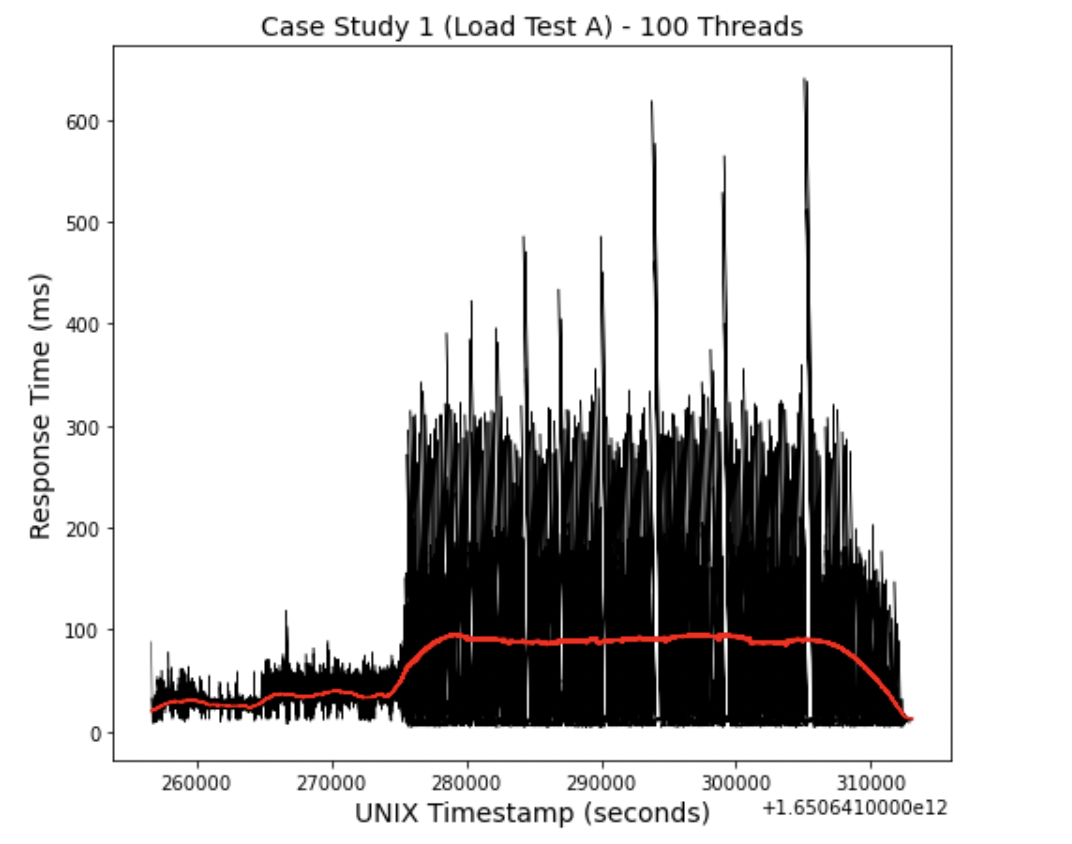 Case Study 1 (Load Test A) - 100 Threads
600
500
400
300
200
100
0
Response Time (ms)
260000 270000 280000 290000 300000 310000
+1.6506410000e12
UNIX Timestamp (seconds)